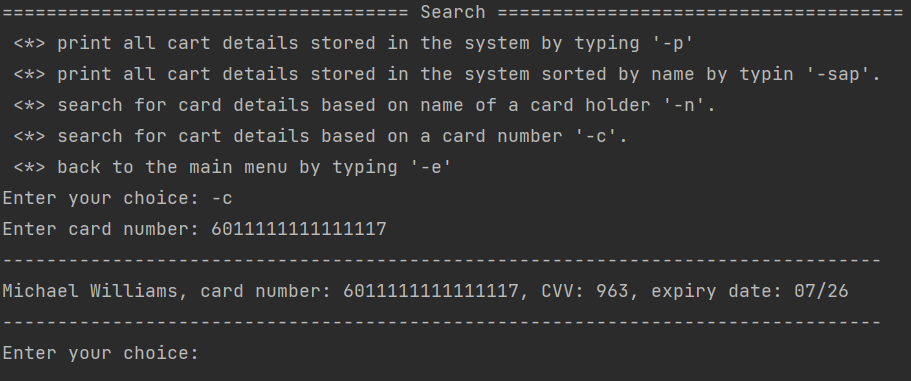 ===================================== Search =====================================
<*> print all cart details stored in the system by typing '-p'
<*> print all cart details stored in the system sorted by name by typin '-sap'.
<*> search for card details based on name of a card holder '-n'.
<*> search for cart details based on a card number '-c'.
<*> back to the main menu by typing '-e'
Enter your choice: -c
Enter card number: 6011111111111117
--------------------------------------------------------------------------------
Michael Williams, card number: 6011111111111117, CVV: 963, expiry date: 07/26
--------------------------------------------------------------------------------
Enter your choice: